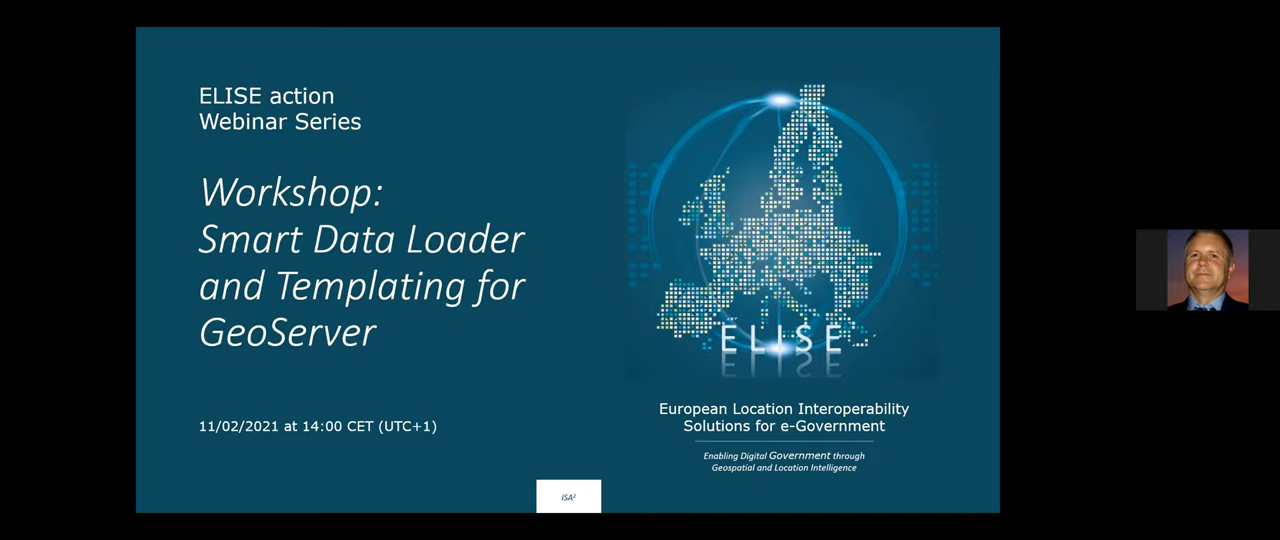 ELISE action
Webinar Series
Workshop:
Smart Data Loader
and Templating for
GeoServer
11/02/2021 at 14:00 CET (UTC+1)
ELISE
European Location Interoperability
Solutions for e-Government
Enabling Digital Government through
Geospatial and Location Intelligence
ISA²